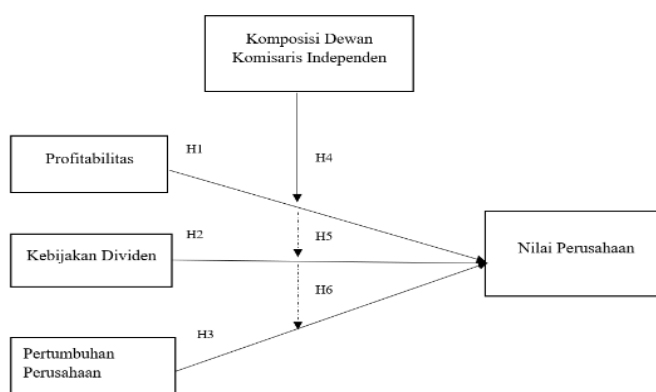 Komposisi Dewan
Komisaris Independen
H1
H4
Profitabilitas
H2
H5
Nilai Perusahaan
Kebijakan Dividen
H6
H3
Pertumbuhan
Perusahaan